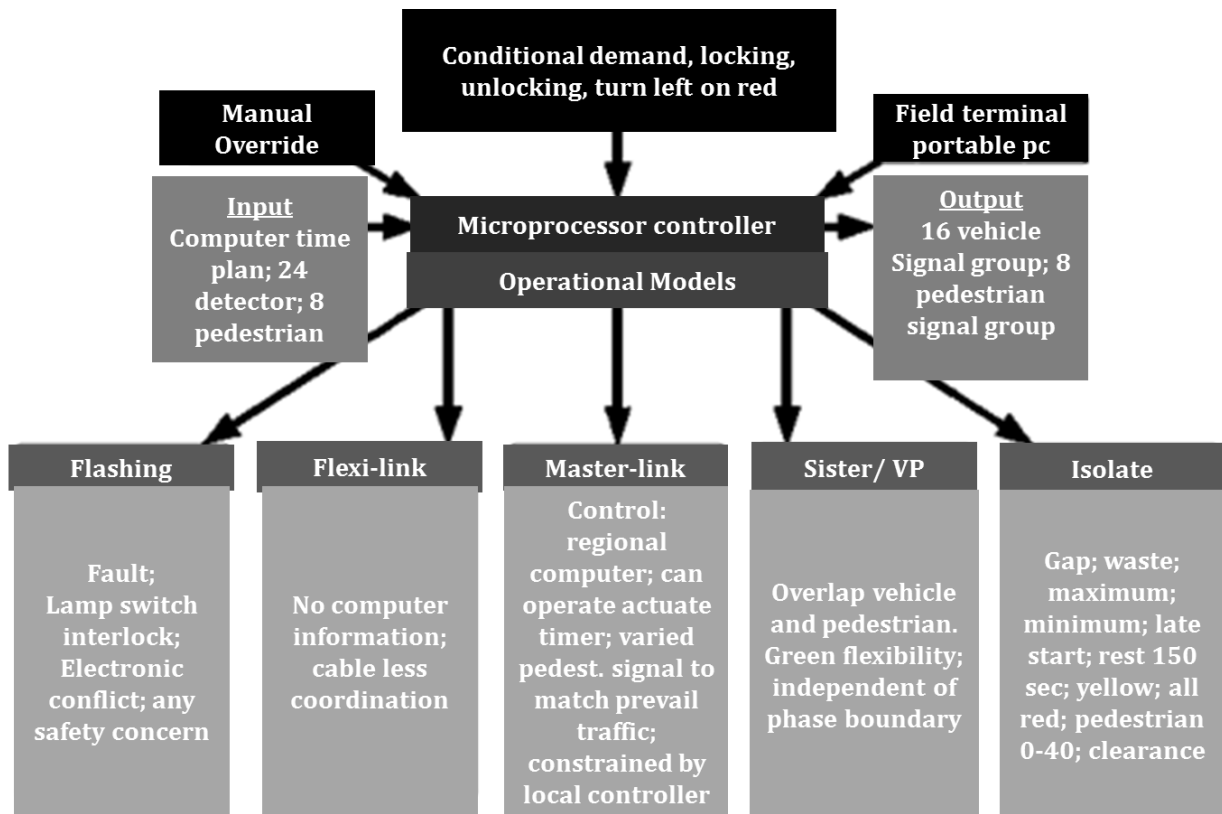 Conditional demand, locking,
unlocking, turn left on red
Manual
Override
Field terminal
portable pc
Input
Computer time
plan; 24
detector; 8
pedestrian
Microprocessor controller
Operational Models
Output
16 vehicle
Signal group; 8
pedestrian
signal group
Flashing
Fault;
Lamp switch
interlock;
Electronic
conflict; any
safety concern
Flexi-link
No computer
information;
cable less
coordination
Master-link
Control:
regional
computer; can
operate actuate
timer; varied
pedest. signal to
match prevail
traffic;
constrained by
local controller
Sister/ VP
Overlap vehicle
and pedestrian.
Green flexibility;
independent of
phase boundary
Isolate
Gap; waste;
maximum;
minimum; late
start; rest 150
sec; yellow; all
red; pedestrian
0-40; clearance